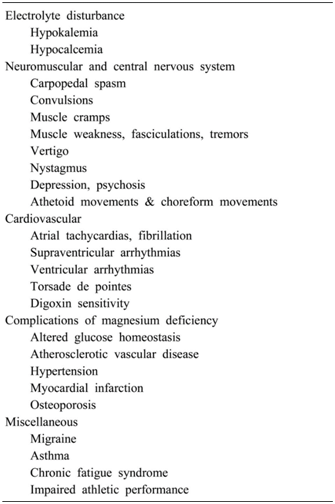 Electrolyte disturbance
Hypokalemia
Hypocalcemia
Neuromuscular and central nervous system
Carpopedal spasm
Convulsions
Muscle cramps
Muscle weakness, fasciculations, tremors
Vertigo
Nystagmus
Depression, psychosis
Athetoid movements & choreform movements
Cardiovascular
Atrial tachycardias, fibrillation
Supraventricular arrhythmias
Ventricular arrhythmias
Torsade de pointes
Digoxin sensitivity
Complications of magnesium deficiency
Altered glucose homeostasis
Atherosclerotic vascular disease
Hypertension
Myocardial infarction
Osteoporosis
Miscellaneous
Migraine
Asthma
Chronic fatigue syndrome
Impaired athletic performance